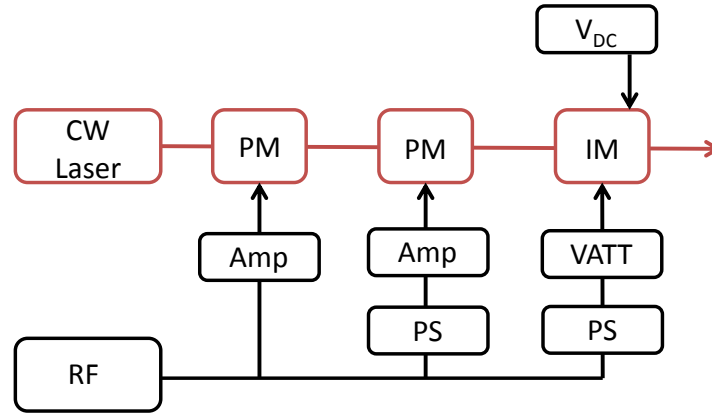 V_DC
CW
Laser
PM
PM
IM
Amp
Amp
VATT
PS
PS
RF